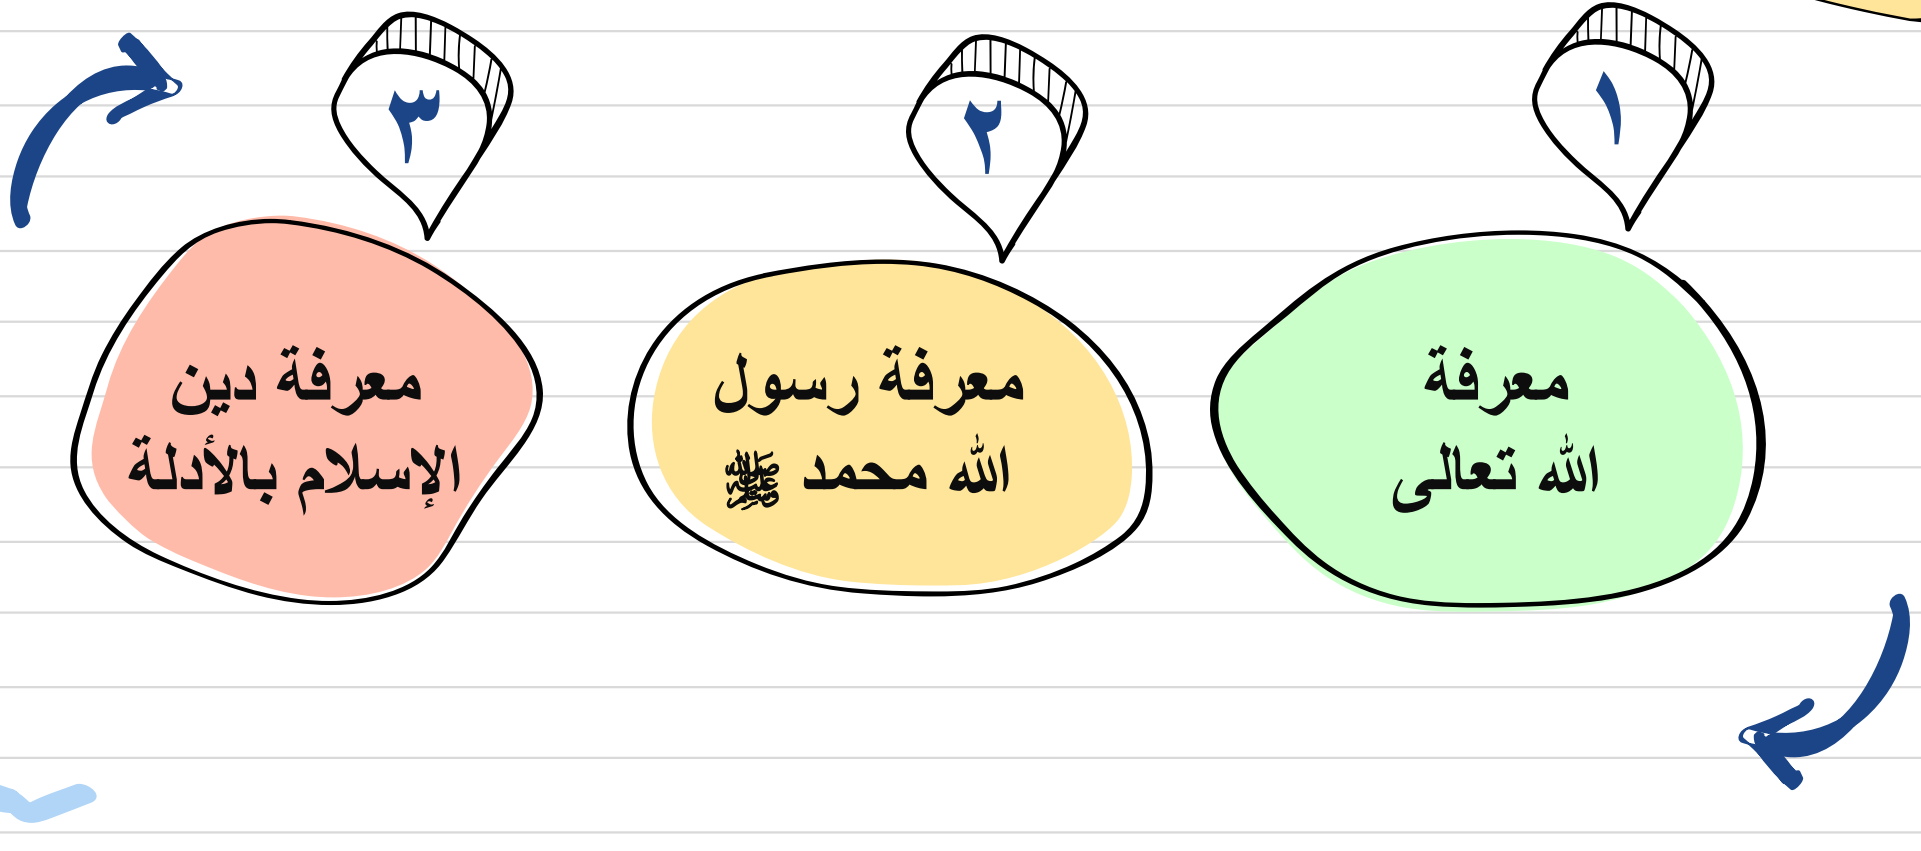 ١
معرفة
الله تعالى
٢
معرفة رسول
الله محمد ﷺ
٣
معرفة دين
الإسلام بالأدلة